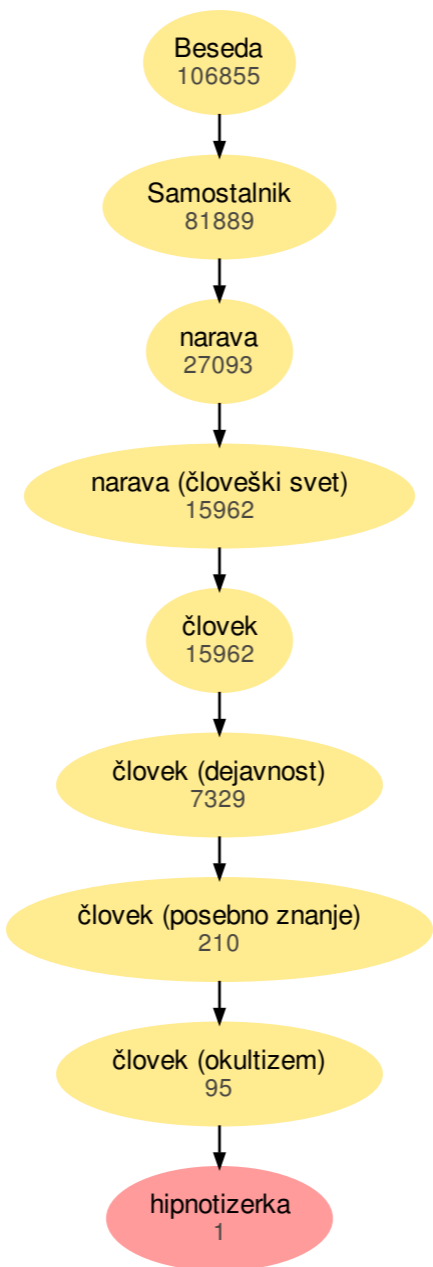 Beseda
106855
Samostalnik
81889
narava
27093
narava (človeški svet)
15962
človek
15962
človek (dejavnost)
7329
človek (posebno znanje)
210
človek (okultizem)
95
hipnotizerka
1